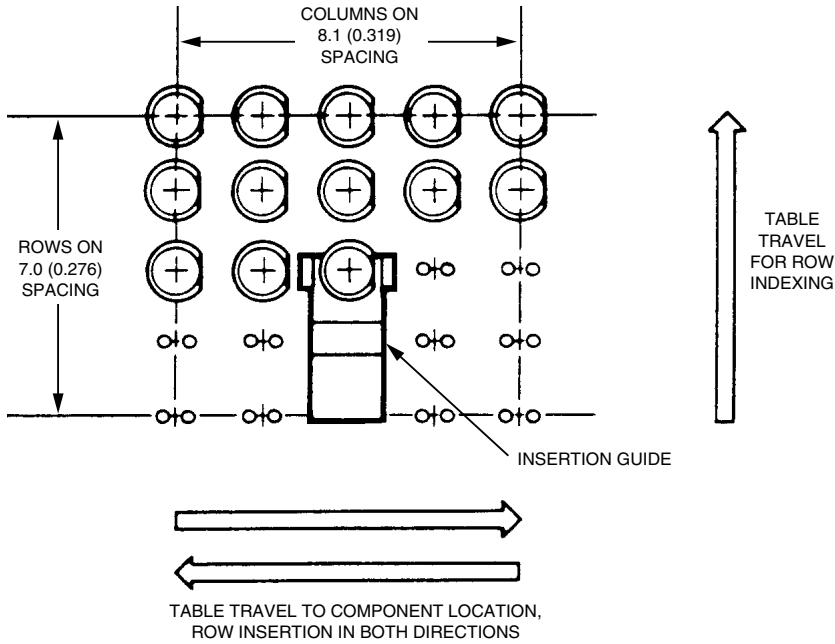 COLUMNS ON
8.1 (0.319)
SPACING
ROWS ON
7.0 (0.276)
SPACING
TABLE
TRAVEL
FOR ROW
INDEXING
INSERTION GUIDE
TABLE TRAVEL TO COMPONENT LOCATION,
ROW INSERTION IN BOTH DIRECTIONS